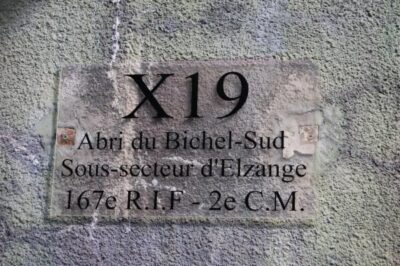 X19
Abri du Bichel-Sud
Sous-secteur d'Elzange
167e R.I.F - 2e C.M.